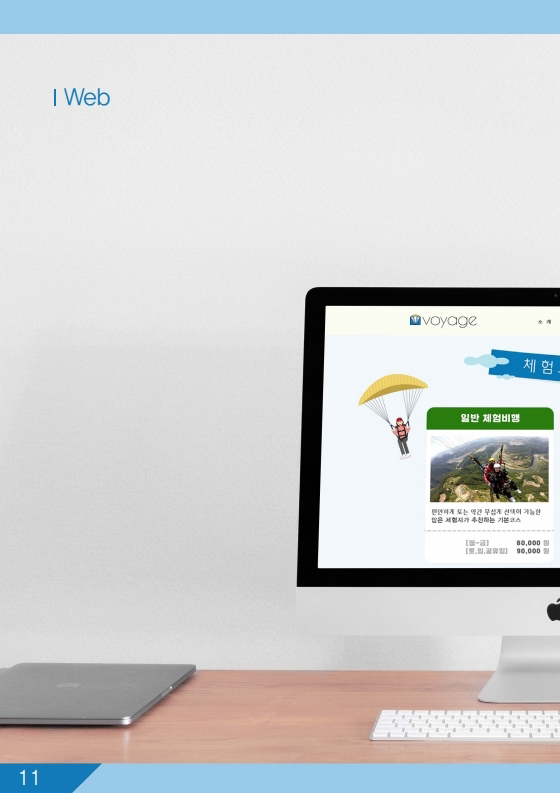 | Web
voyage
소 개
체험
일반 체험비행
편안하게 또는 약간 무섭게 선택이 가능한
많은 체험자가 추천하는 기본코스
[월~금] 80,000 원
[토,일,공휴일] 90,000 원
11